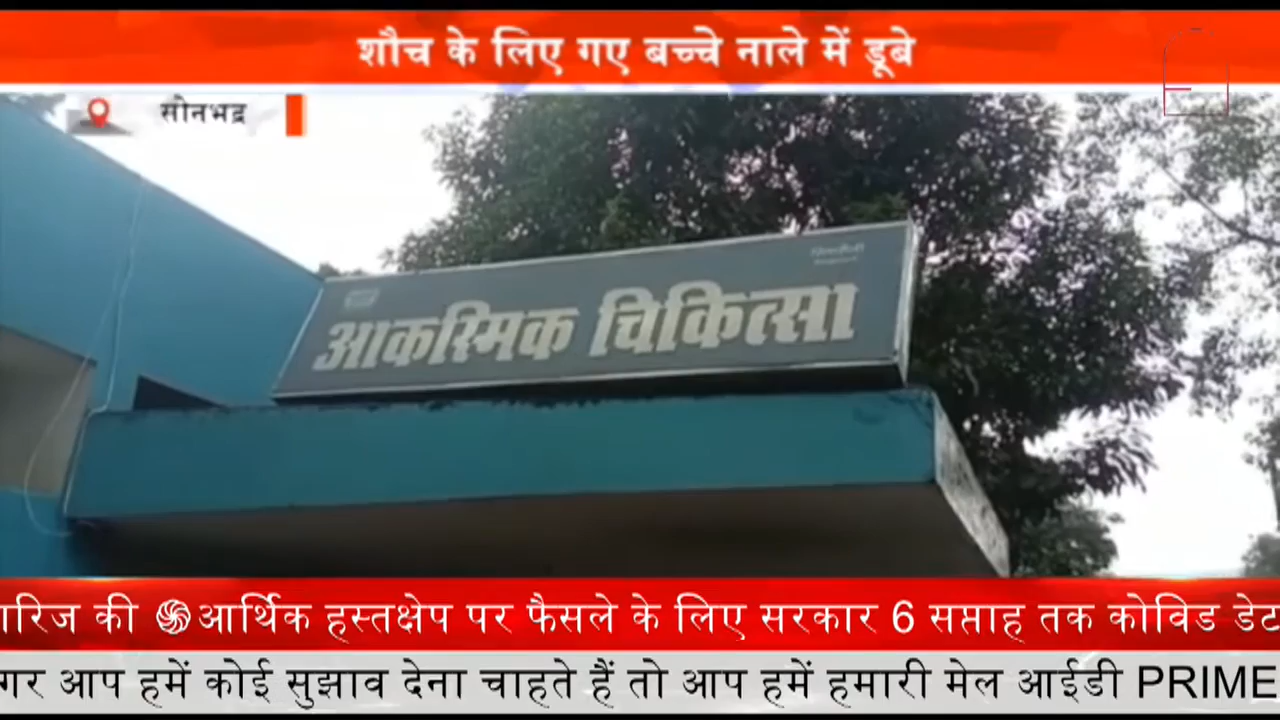 शौच के लिए गए बच्चे नाले में डूबे
सोनभद्र
आकस्मिक चिकित्सा
ारिज की आर्थिक हस्तक्षेप पर फैसले के लिए सरकार 6 सप्ताह तक कोविड डेट
गर आप हमें कोई सुझाव देना चाहते हैं तो आप हमें हमारी मेल आईडी PRIME